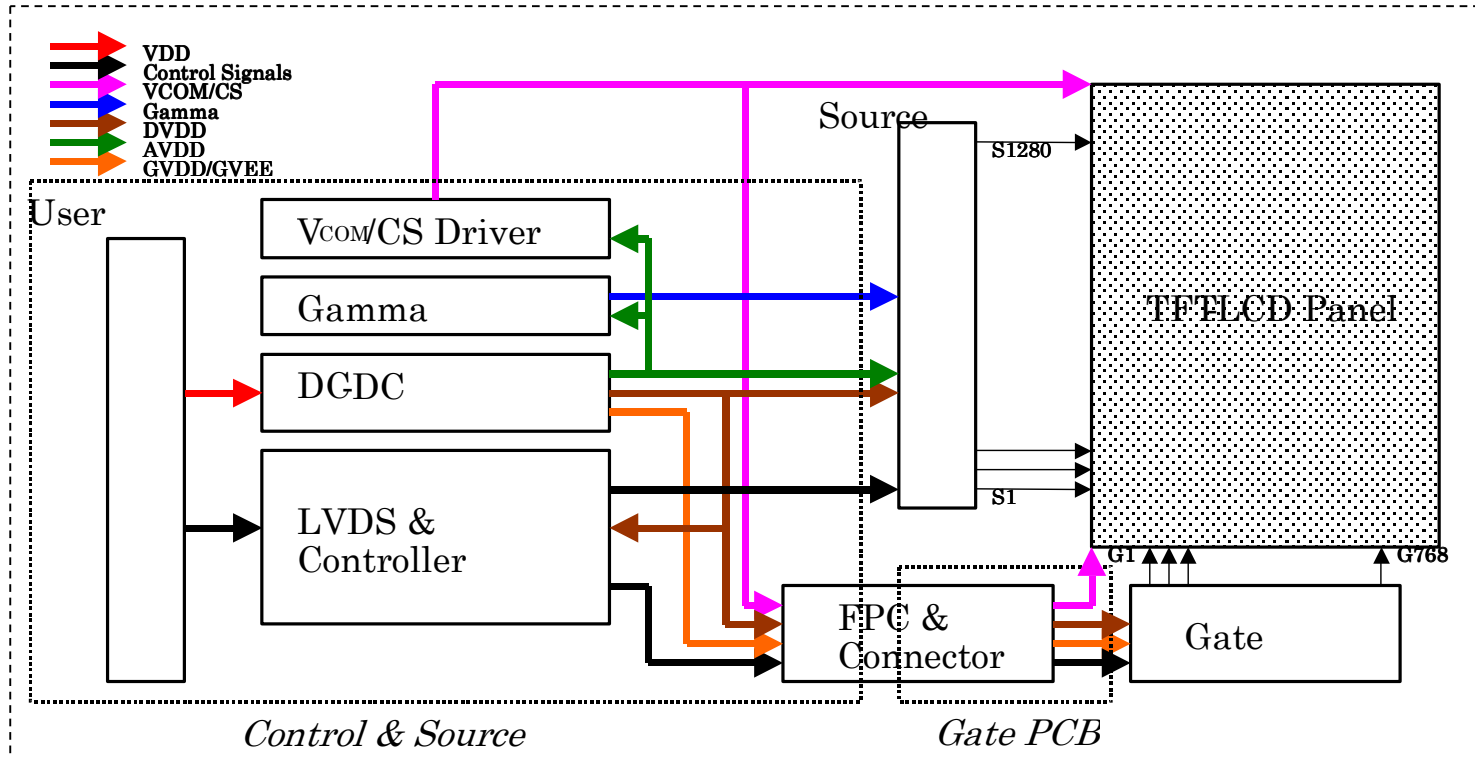 VDD
Control Signals
VCOM/CS
Gamma
DVDD
AVDD
GVDD/GVEE
User
VCOM/CS Driver
Gamma
DC-DC
LVDS &
Controller
Source
S1280
S1
TFT-LCD Panel
G1
G768
FPC &
Connector
Gate
Control & Source
Gate PCB